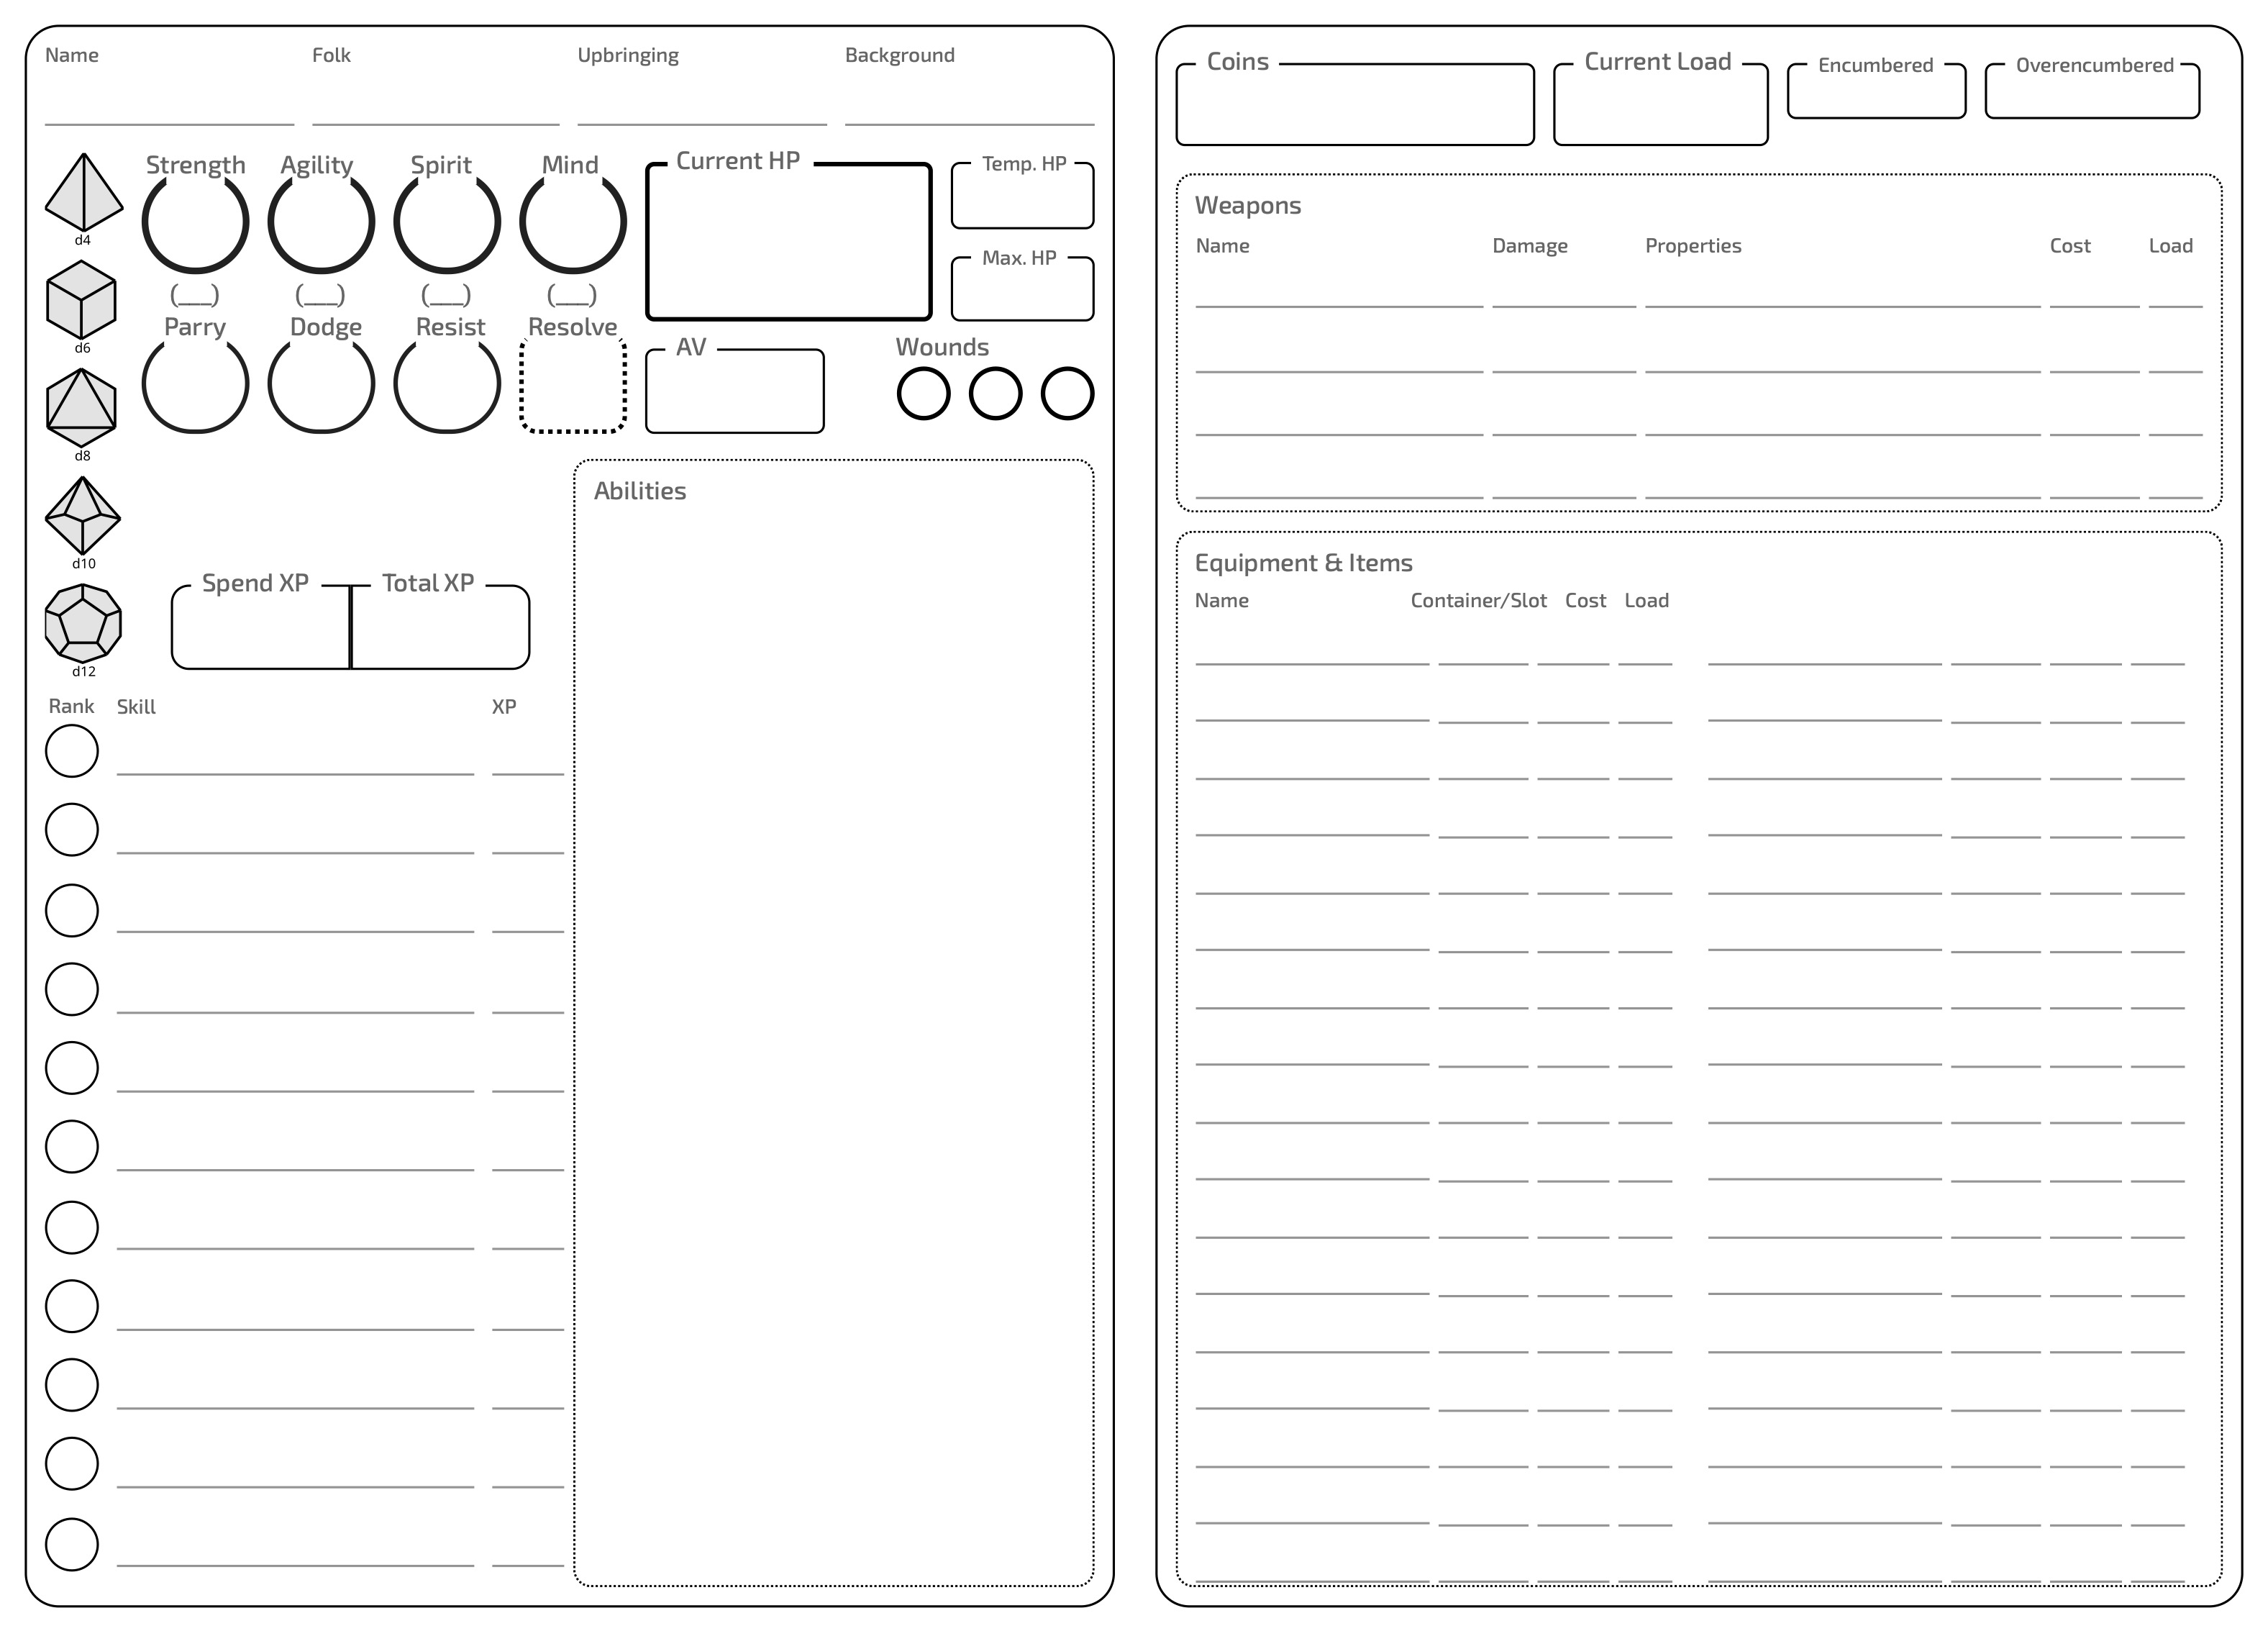 Name Folk Upbringing Background
Strength Agility Spirit Mind Current HP Temp. HP
d4
Max. HP
(___) (___) (___) (___)
Parry Dodge Resist Resolve AV Wounds
d6
d8
Abilities
d10
Spend XP Total XP
d12
Rank Skill XP
Coins Current Load Encumbered Overencumbered
Weapons
Name Damage Properties Cost Load
Equipment & Items
Name Container/Slot Cost Load